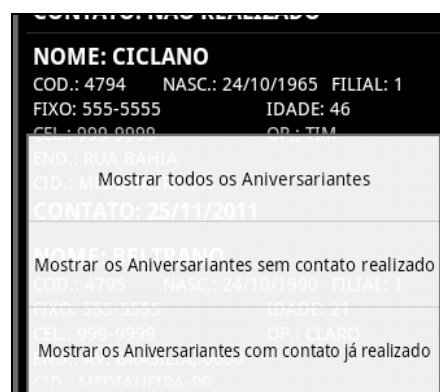 CONTATO: NÃO REALIZADO
NOME: CICLANO
COD.: 4794 NASC.: 24/10/1965 FILIAL: 1
FIXO: 555-5555 IDADE: 46
CEL.: 999-9999 OP.: TIM
END.: RUA BAHIA
Mostrar todos os Aniversariantes
CONTATO: 25/11/2011
NOME: BELTRANO
Mostrar os Aniversariantes sem contato realizado
COD.: 4795 NASC.: 24/10/1990 FILIAL: 1
FIXO: 555-5555 IDADE: 21
CEL.: 999-9999 OP.: CLARO
Mostrar os Aniversariantes com contato já realizado
CID.: MEDIANEIRA-PR